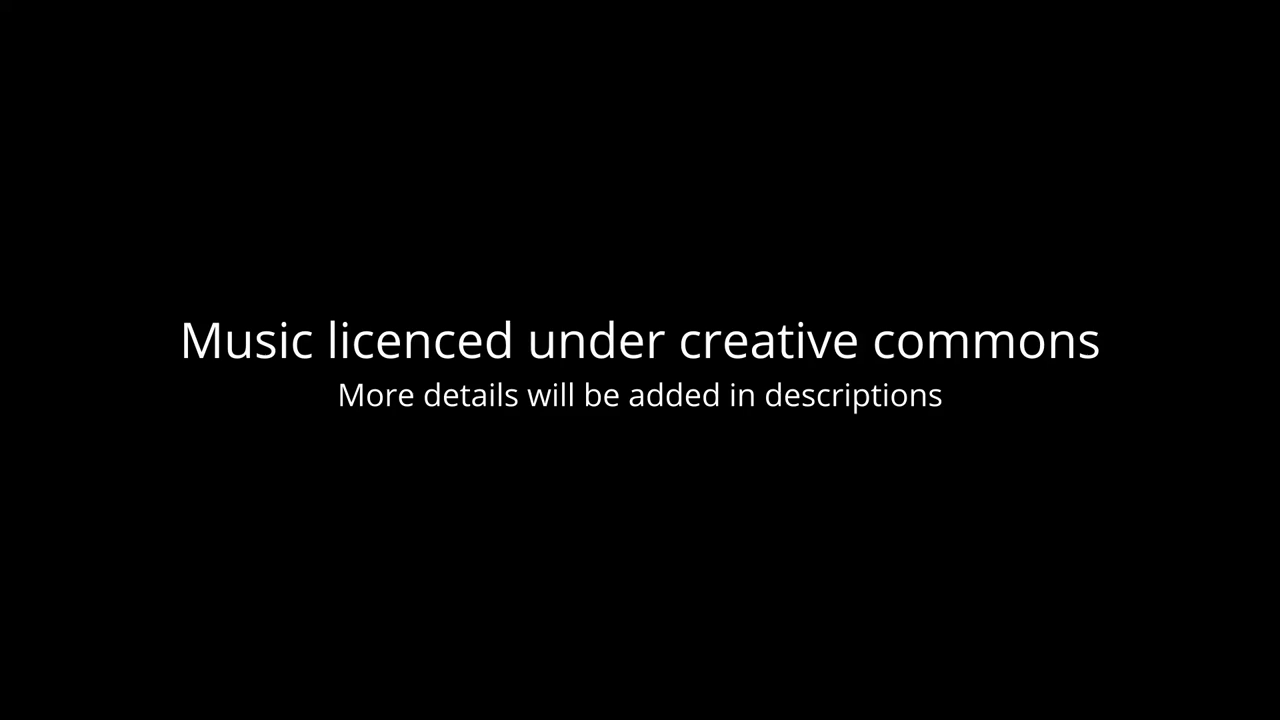 Music licenced under creative commons
More details will be added in descriptions